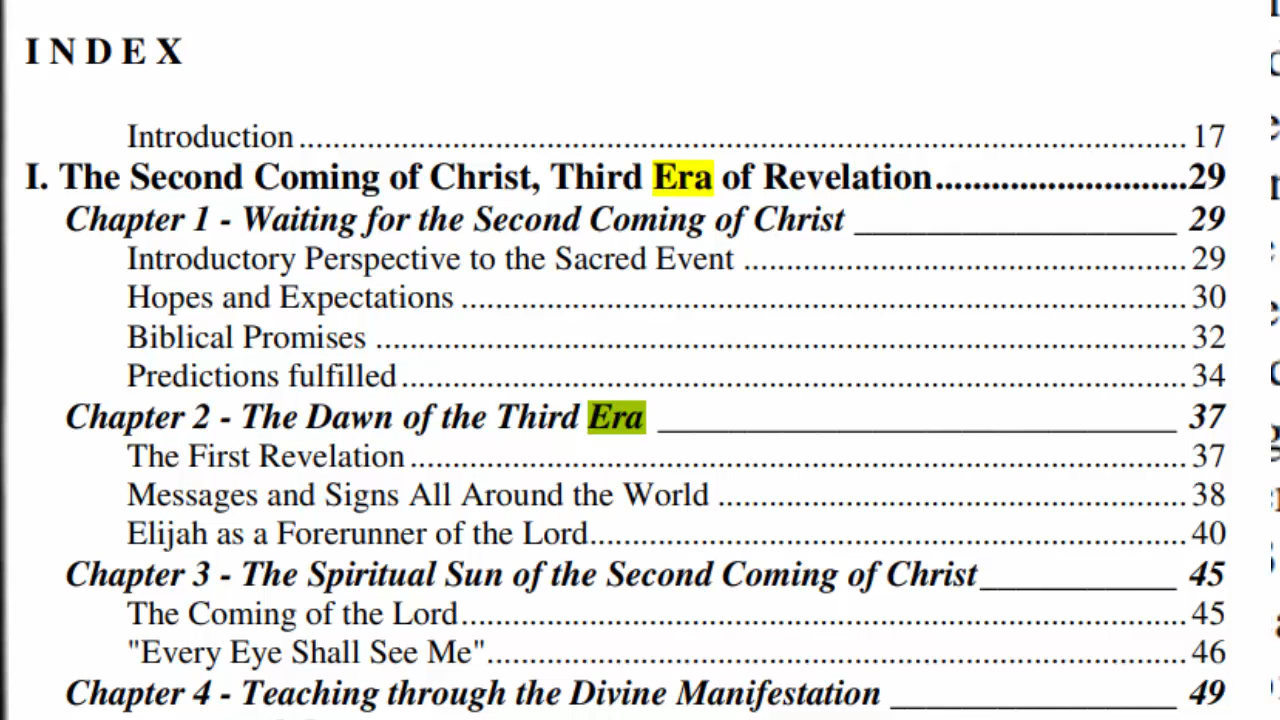 I N D E X
Introduction ........ 17
I. The Second Coming of Christ, Third Era of Revelation ........ 29
Chapter 1 - Waiting for the Second Coming of Christ ________ 29
Introductory Perspective to the Sacred Event ........ 29
Hopes and Expectations ........ 30
Biblical Promises ........ 32
Predictions fulfilled ........ 34
Chapter 2 - The Dawn of the Third Era ________ 37
The First Revelation ........ 37
Messages and Signs All Around the World ........ 38
Elijah as a Forerunner of the Lord ........ 40
Chapter 3 - The Spiritual Sun of the Second Coming of Christ ________ 45
The Coming of the Lord ........ 45
"Every Eye Shall See Me" ........ 46
Chapter 4 - Teaching through the Divine Manifestation ________ 49